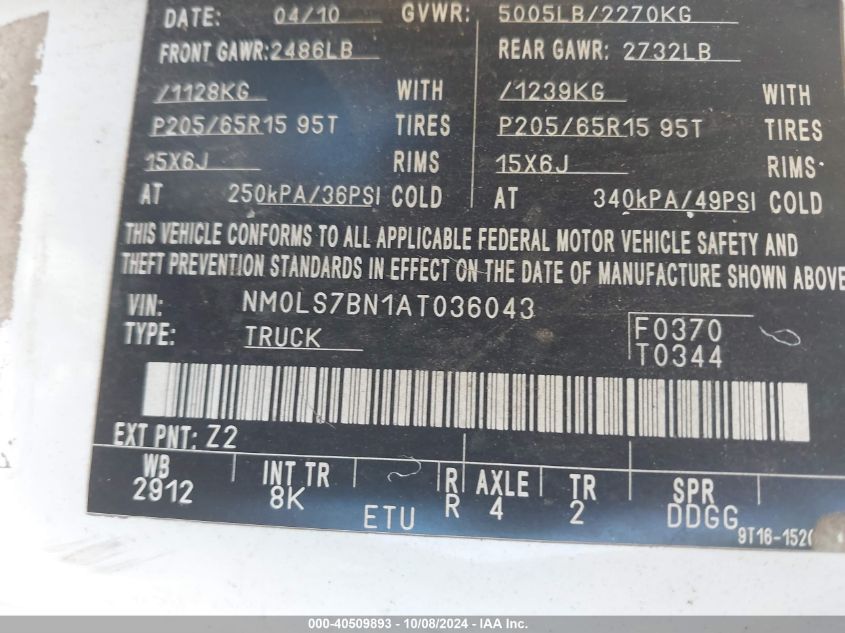 DATE: 04/10 GVWR: 5005LB/2270KG
FRONT GAWR: 2486LB REAR GAWR: 2732LB
/1128KG WITH /1239KG WITH
P205/65R15 95T TIRES P205/65R15 95T TIRES
15X6J RIMS 15X6J RIMS
AT 250kPA/36PSI COLD AT 340kPA/49PSI COLD
THIS VEHICLE CONFORMS TO ALL APPLICABLE FEDERAL MOTOR VEHICLE SAFETY AND
THEFT PREVENTION STANDARDS IN EFFECT ON THE DATE OF MANUFACTURE SHOWN ABOVE
VIN: NM0LS7BN1AT036043
TYPE: TRUCK F0370
T0344
EXT PNT: Z2
WB INT TR R AXLE TR SPR
2912 8K R 4 2 DDGG
ETU
9T16-152
000-40509893 - 10/08/2024 - IAA Inc.